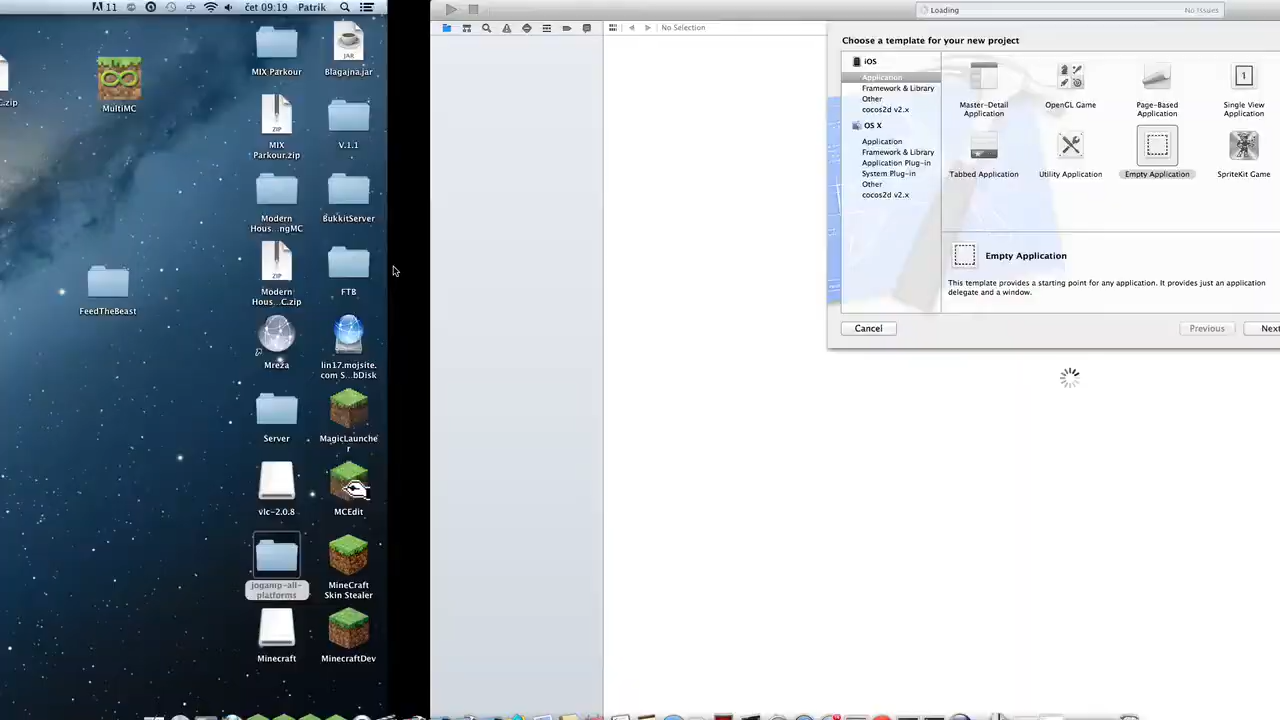 11
čet 09:19
Patrik
C.zip
MultiMC
FeedTheBeast
MIX Parkour
JAR
Blagajna.jar
ZIP
MIX
Parkour.zip
V.1.1
Modern
Hous...ngMC
BukkitServer
ZIP
Modern
Hous...C.zip
FTB
Mreza
lin17.mojsite.
com S...bDisk
Server
MagicLaunche
r
vlc-2.0.8
MCEdit
jogamp-all-
platforms
MineCraft
Skin Stealer
Minecraft
MinecraftDev
Loading
No Issues
No Selection
Choose a template for your new project
iOS
Application
Framework & Library
Other
cocos2d v2.x
OS X
Application
Framework & Library
Application Plug-in
System Plug-in
Other
cocos2d v2.x
Master-Detail
Application
OpenGL Game
Page-Based
Application
1
Single View
Application
Tabbed Application
Utility Application
Empty Application
SpriteKit Game
Empty Application
This template provides a starting point for any application. It provides just an application
delegate and a window.
Cancel
Previous
Next